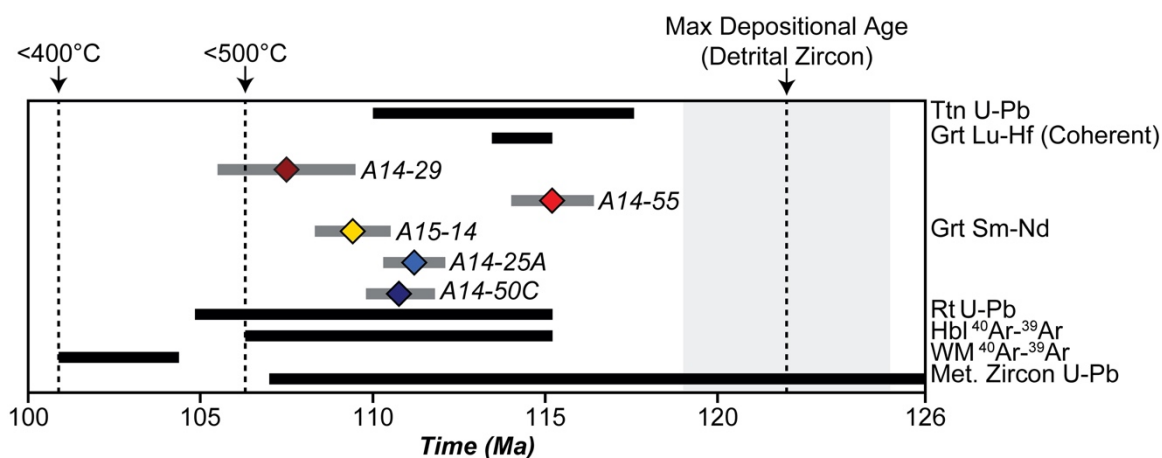 Max Depositional Age
(Detrital Zircon)
<400°C
<500°C
Ttn U-Pb
Grt Lu-Hf (Coherent)
A14-29
A14-55
A15-14
Grt Sm-Nd
A14-25A
A14-50C
Rt U-Pb
Hbl ⁴⁰Ar-³⁹Ar
WM ⁴⁰Ar-³⁹Ar
Met. Zircon U-Pb
100 105 110 115 120 126
Time (Ma)